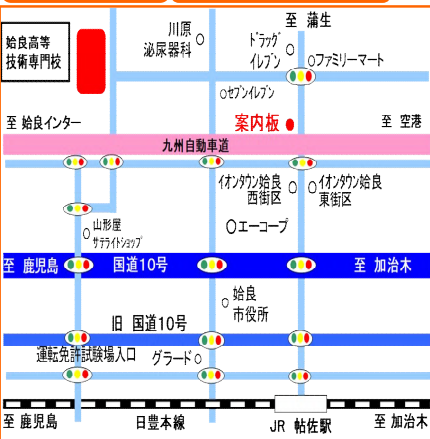 至 蒲生
川原
泌尿器科
ドラッグ
イレブン
ファミリーマート
姶良高等
技術専門校
セブンイレブン
至 姶良インター
案内板
至 空港
九州自動車道
イオンタウン姶良
西街区
イオンタウン姶良
東街区
山形屋
サテライトショップ
エーコープ
至 鹿児島
国道10号
至 加治木
姶良
市役所
旧 国道10号
運転免許試験場入口
グラード
至 鹿児島
日豊本線
JR 帖佐駅
至 加治木